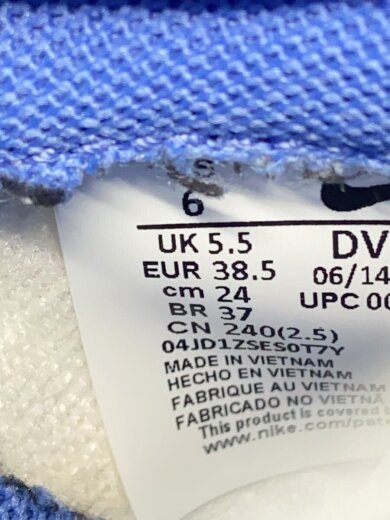 S
6
UK 5.5 DV
EUR 38.5 06/14
cm 24 UPC 00
BR 37
CN 240(2.5)
04JD1ZSES0T7Y
MADE IN VIETNAM
HECHO EN VIETNAM
FABRIQUE AU VIETNAM
FABRICADO NO VIETNÃ
This product is covered
www.nike.com/pate